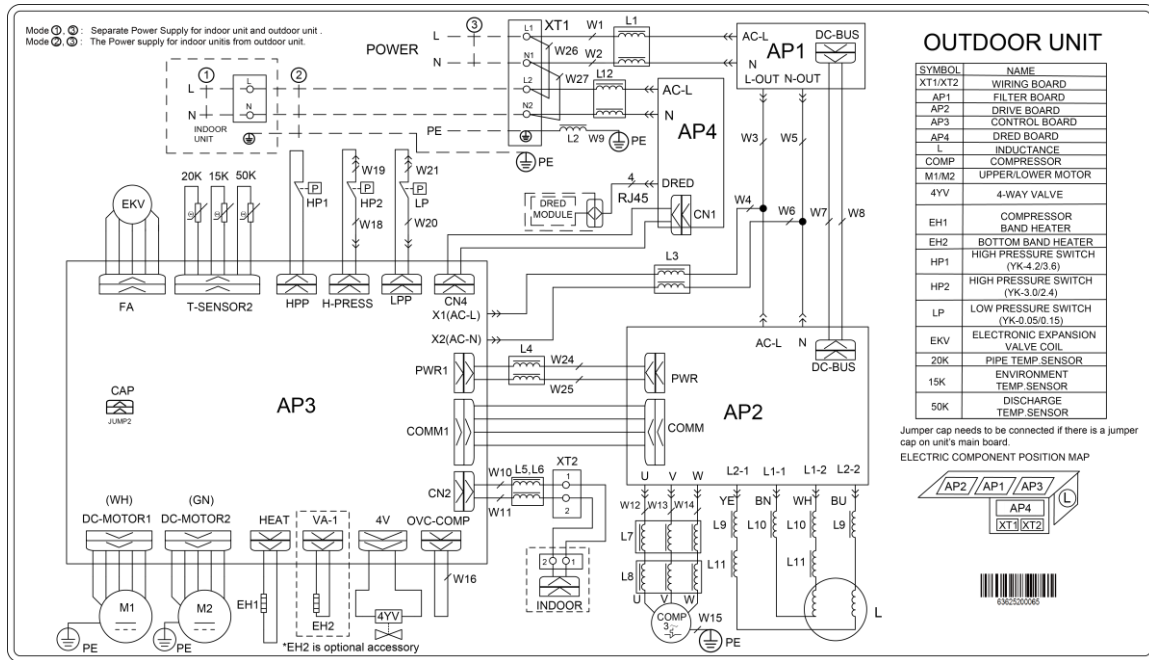 Mode ①, ③ : Separate Power Supply for indoor unit and outdoor unit .
Mode ②, ③ : The Power supply for indoor unitis from outdoor unit.
POWER
L
N
③
XT1
L1
N1
L2
N2
W26
W27
W1
W2
L1
L12
AC-L
N
AP1
DC-BUS
L-OUT N-OUT
①
②
L
N
L
N
INDOOR
UNIT
PE
L2
W9
PE
PE
AC-L
N
AP4
DRED
CN1
4
RJ45
DRED
MODULE
W3
W5
W4
W6
W7
W8
EKV
20K 15K 50K
θ
θ
θ
P
HP1
W19
P
HP2
W18
W21
P
LP
W20
FA
T-SENSOR2
HPP
H-PRESS
LPP
CN4
X1(AC-L)
X2(AC-N)
L3
PWR1
L4
W24
W25
PWR
AC-L
N
DC-BUS
CAP
JUMP2
AP3
AP2
COMM1
COMM
CN2
W10
W11
L5,L6
XT2
1
2
2 1
INDOOR
(WH)
DC-MOTOR1
(GN)
DC-MOTOR2
HEAT
VA-1
4V
OVC-COMP
W16
M1
PE
M2
PE
EH1
EH2
4YV
*EH2 is optional accessory
U V W
L2-1 L1-1 L1-2 L2-2
W12 W13 W14
YE BN WH BU
L7
L8
U V W
COMP
3
W15
PE
L9
L10
L10
L9
L11
L11
L
OUTDOOR UNIT
SYMBOL NAME
XT1/XT2 WIRING BOARD
AP1 FILTER BOARD
AP2 DRIVE BOARD
AP3 CONTROL BOARD
AP4 DRED BOARD
L INDUCTANCE
COMP COMPRESSOR
M1/M2 UPPER/LOWER MOTOR
4YV 4-WAY VALVE
EH1 COMPRESSOR
BAND HEATER
EH2 BOTTOM BAND HEATER
HP1 HIGH PRESSURE SWITCH
(YK-4.2/3.6)
HP2 HIGH PRESSURE SWITCH
(YK-3.0/2.4)
LP LOW PRESSURE SWITCH
(YK-0.05/0.15)
EKV ELECTRONIC EXPANSION
VALVE COIL
20K PIPE TEMP.SENSOR
15K ENVIRONMENT
TEMP.SENSOR
50K DISCHARGE
TEMP.SENSOR
Jumper cap needs to be connected if there is a jumper
cap on unit's main board.
ELECTRIC COMPONENT POSITION MAP
AP2 AP1 AP3
L
AP4
XT1 XT2
63625200065